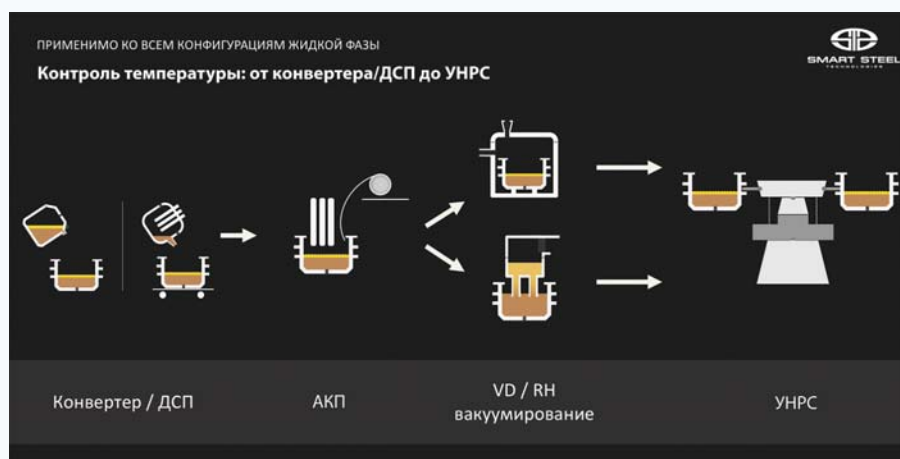 ПРИМЕНИМО КО ВСЕМ КОНФИГУРАЦИЯМ ЖИДКОЙ ФАЗЫ
Контроль температуры: от конвертера/ДСП до УНРС
SMART STEEL
TECHNOLOGIES
Конвертер / ДСП
АКП
VD / RH
вакуумирование
УНРС